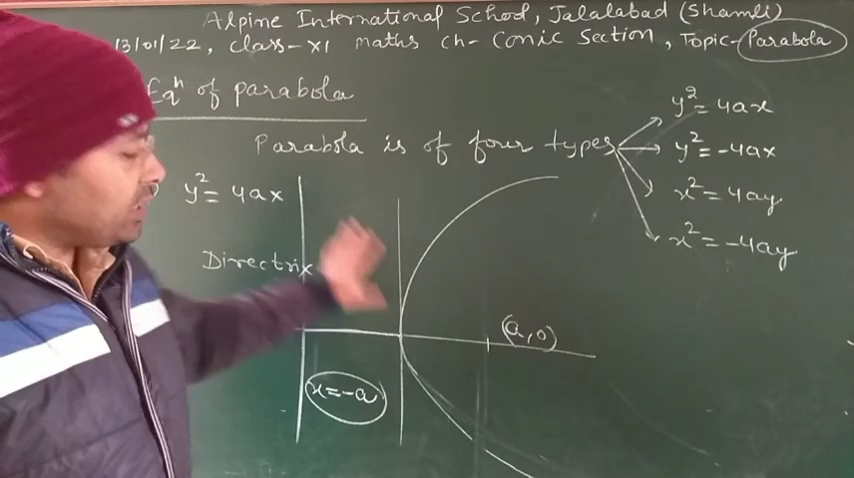 Alpine International School, Jalalabad (Shamli)
13/01/22, class-XI maths ch- Conic Section, Topic-Parabola
Eqⁿ of parabola
Parabola is of four types
y² = 4ax
y² = -4ax
x² = 4ay
x² = -4ay
y² = 4ax
Directrix
(a, 0)
x = -a